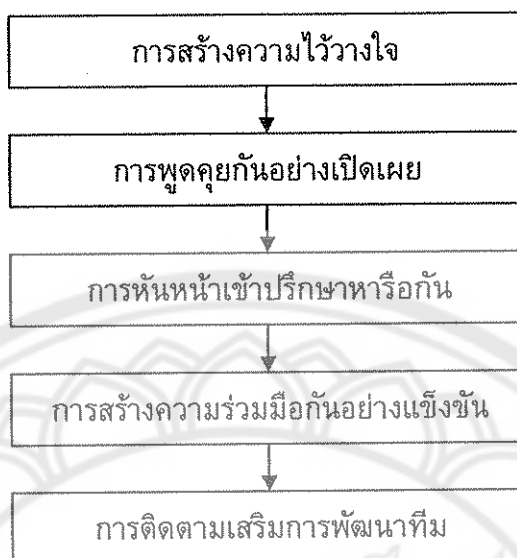 การสร้างความไว้วางใจ
การพูดคุยกันอย่างเปิดเผย
การหันหน้าเข้าปรึกษาหารือกัน
การสร้างความร่วมมือกันอย่างแข็งขัน
การติดตามเสริมการพัฒนาทีม